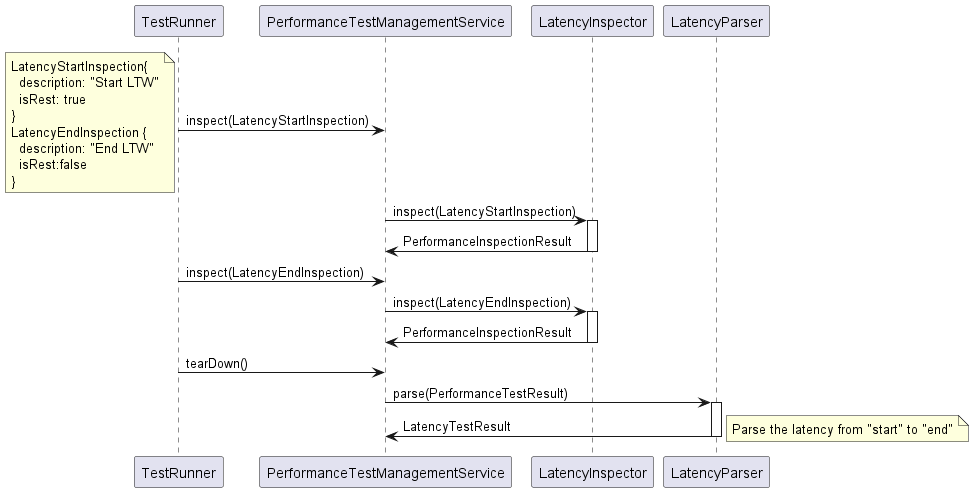 TestRunner
PerformanceTestManagementService
LatencyInspector
LatencyParser
LatencyStartInspection{
description: "Start LTW"
isRest: true
}
LatencyEndInspection {
description: "End LTW"
isRest:false
}
inspect(LatencyStartInspection)
inspect(LatencyStartInspection)
PerformanceInspectionResult
inspect(LatencyEndInspection)
inspect(LatencyEndInspection)
PerformanceInspectionResult
tearDown()
parse(PerformanceTestResult)
LatencyTestResult
Parse the latency from "start" to "end"
TestRunner
PerformanceTestManagementService
LatencyInspector
LatencyParser